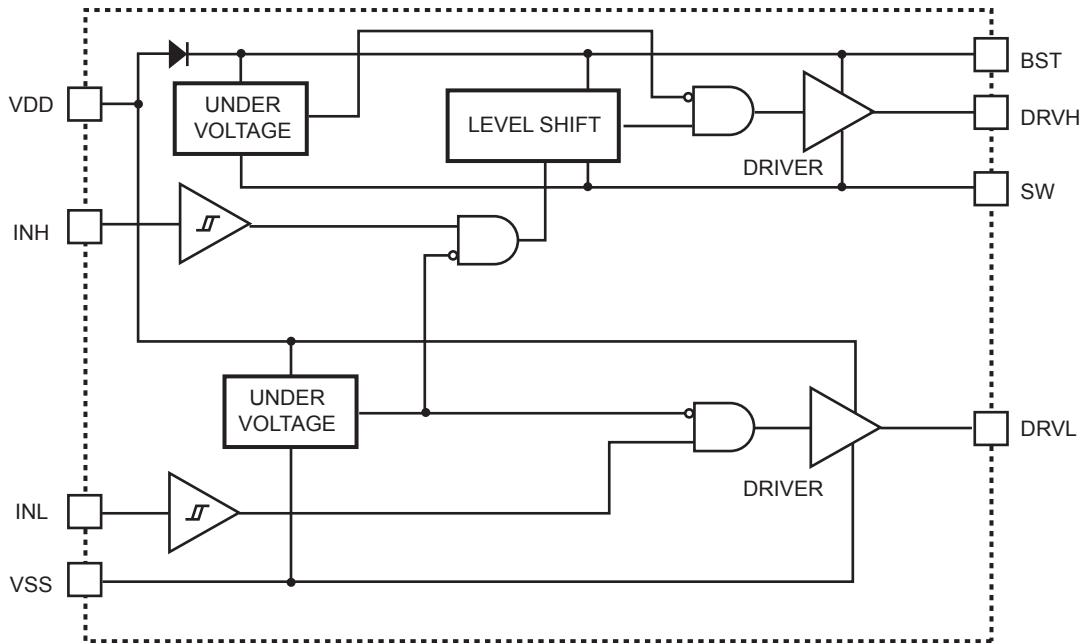 BST
VDD
UNDER
VOLTAGE
LEVEL SHIFT
DRVH
DRIVER
SW
INH
UNDER
VOLTAGE
DRVL
DRIVER
INL
VSS